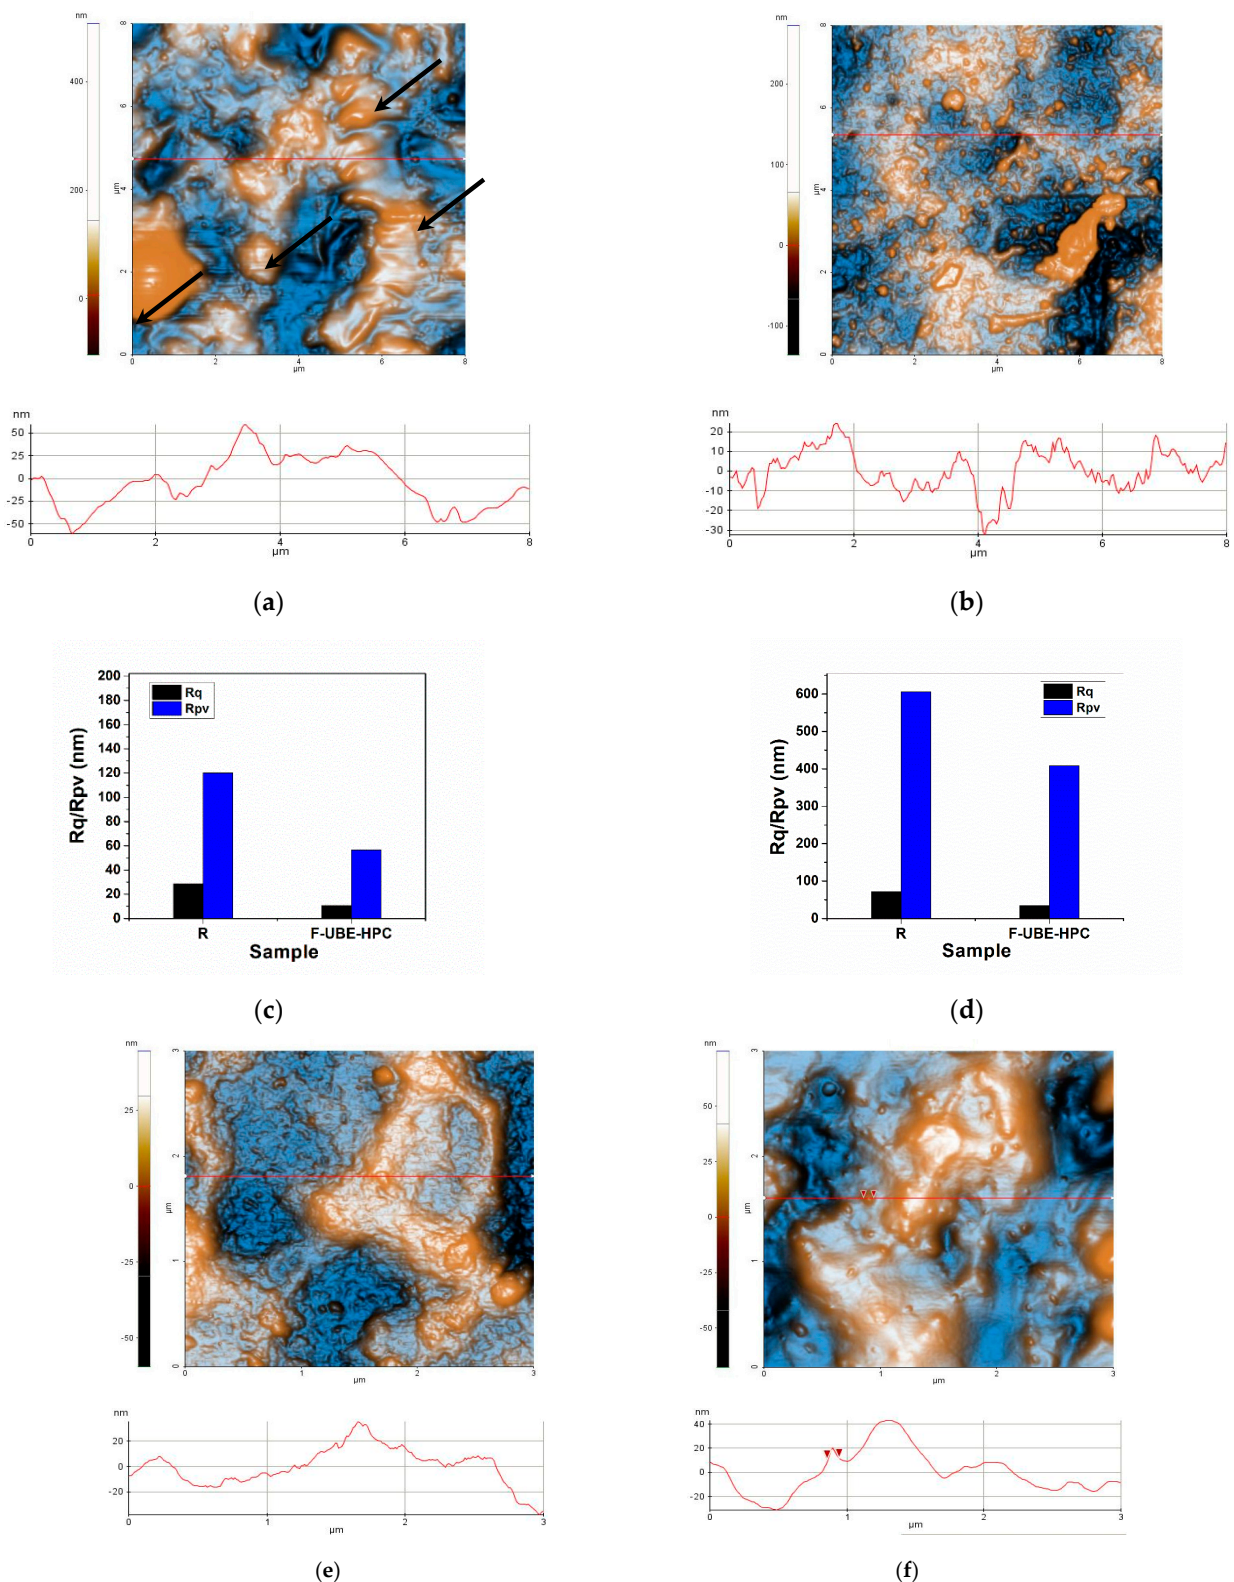 nm
400
200
0
8
6
4
2
0
µm
0 2 4 6 8
µm
nm
50
25
0
-25
-50
0 2 4 6 8
µm
(a)
nm
200
100
0
-100
8
6
4
2
0
µm
0 2 4 6 8
µm
nm
20
10
0
-10
-20
-30
0 2 4 6 8
µm
(b)
200
180
160
140
120
100
80
60
40
20
0
Rq/Rpv (nm)
Rq
Rpv
R F-UBE-HPC
Sample
(c)
600
500
400
300
200
100
0
Rq/Rpv (nm)
Rq
Rpv
R F-UBE-HPC
Sample
(d)
nm
25
0
-25
-50
3
2
1
0
µm
0 1 2 3
µm
nm
20
0
-20
0 1 2 3
µm
(e)
nm
50
25
0
-25
-50
3
2
1
0
µm
0 1 2 3
µm
nm
40
20
0
-20
0 1 2 3
µm
(f)